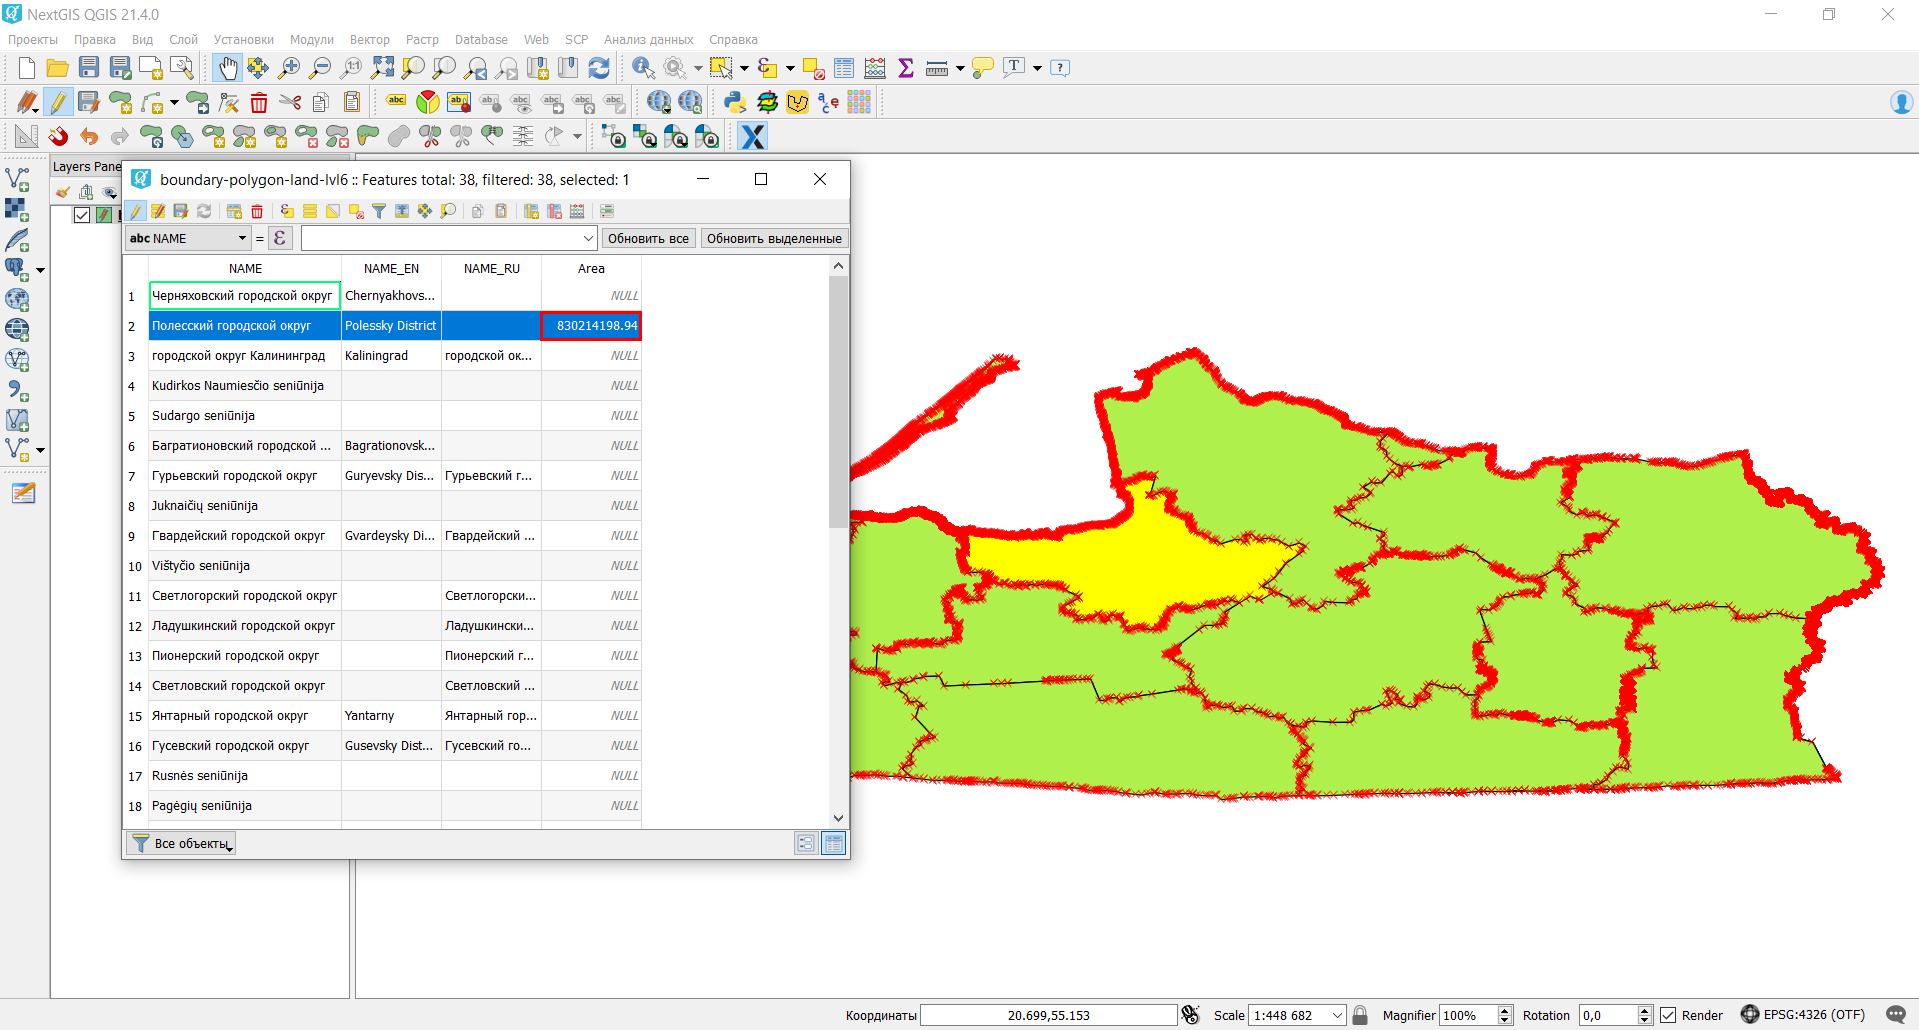 NextGIS QGIS 21.4.0
Проекты Правка Вид Слой Установки Модули Вектор Растр Database Web SCP Анализ данных Справка
Layers Pane
boundary-polygon-land-lvl6 :: Features total: 38, filtered: 38, selected: 1
abc NAME = ε Обновить все Обновить выделенные
NAME NAME_EN NAME_RU Area
1 Черняховский городской округ Chernyakhovs... NULL
2 Полесский городской округ Polessky District 830214198.94
3 городской округ Калининград Kaliningrad городской ок... NULL
4 Kudirkos Naumiesčio seniūnija NULL
5 Sudargo seniūnija NULL
6 Багратионовский городской ... Bagrationovsk... NULL
7 Гурьевский городской округ Guryevsky Dis... Гурьевский г... NULL
8 Juknaičių seniūnija NULL
9 Гвардейский городской округ Gvardeysky Di... Гвардейский ... NULL
10 Vištyčio seniūnija NULL
11 Светлогорский городской округ Светлогорски... NULL
12 Ладушкинский городской округ Ладушкински... NULL
13 Пионерский городской округ Пионерский г... NULL
14 Светловский городской округ Светловский ... NULL
15 Янтарный городской округ Yantarny Янтарный гор... NULL
16 Гусевский городской округ Gusevsky Dist... Гусевский го... NULL
17 Rusnės seniūnija NULL
18 Pagėgių seniūnija NULL
Все объекты
Координаты 20.699,55.153 Scale 1:448 682 Magnifier 100% Rotation 0,0 Render EPSG:4326 (OTF)